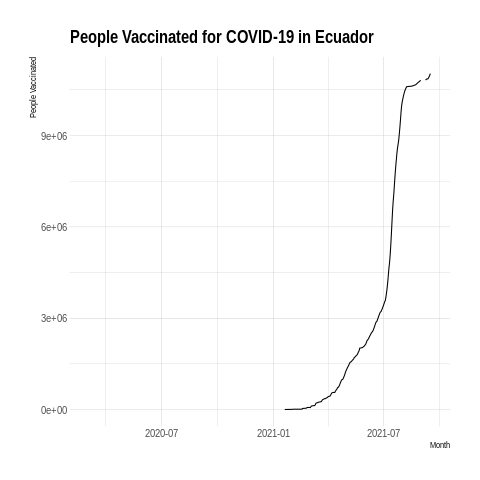 People Vaccinated for COVID-19 in Ecuador
People Vaccinated
9e+06
6e+06
3e+06
0e+00
2020-07
2021-01
2021-07
Month